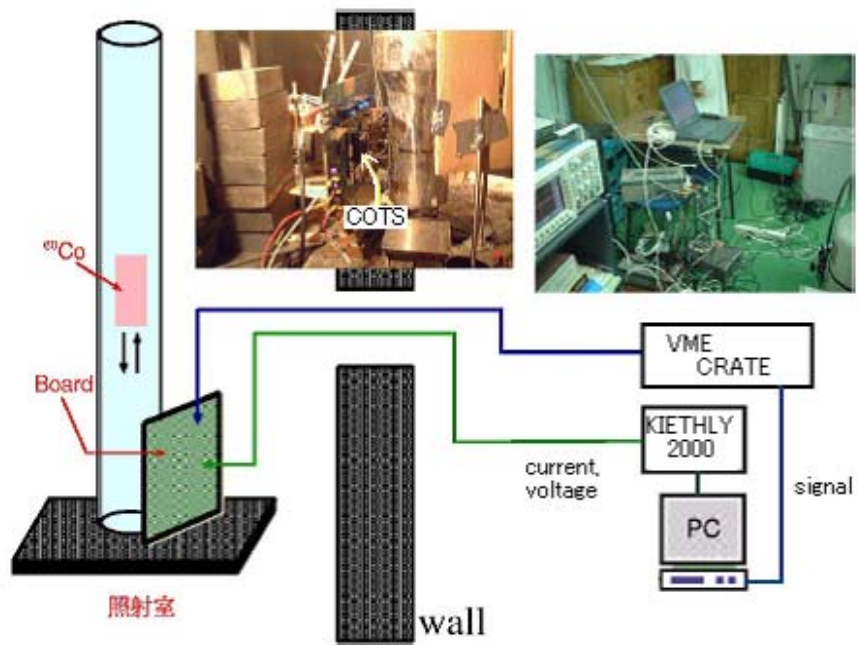 COTS
⁶⁰Co
Board
照射室
wall
VME
CRATE
KIETHLY
2000
current,
voltage
signal
PC